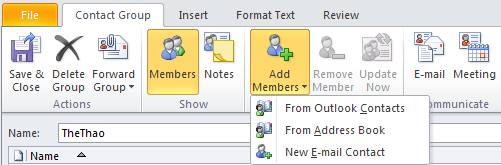 File Contact Group Insert Format Text Review
Save & Close
Delete Group
Forward Group
Members
Notes
Add Members
Remove Member
Update Now
E-mail
Meeting
Actions
Show
ommunicate
From Outlook Contacts
From Address Book
New E-mail Contact
Name: TheThao
Name